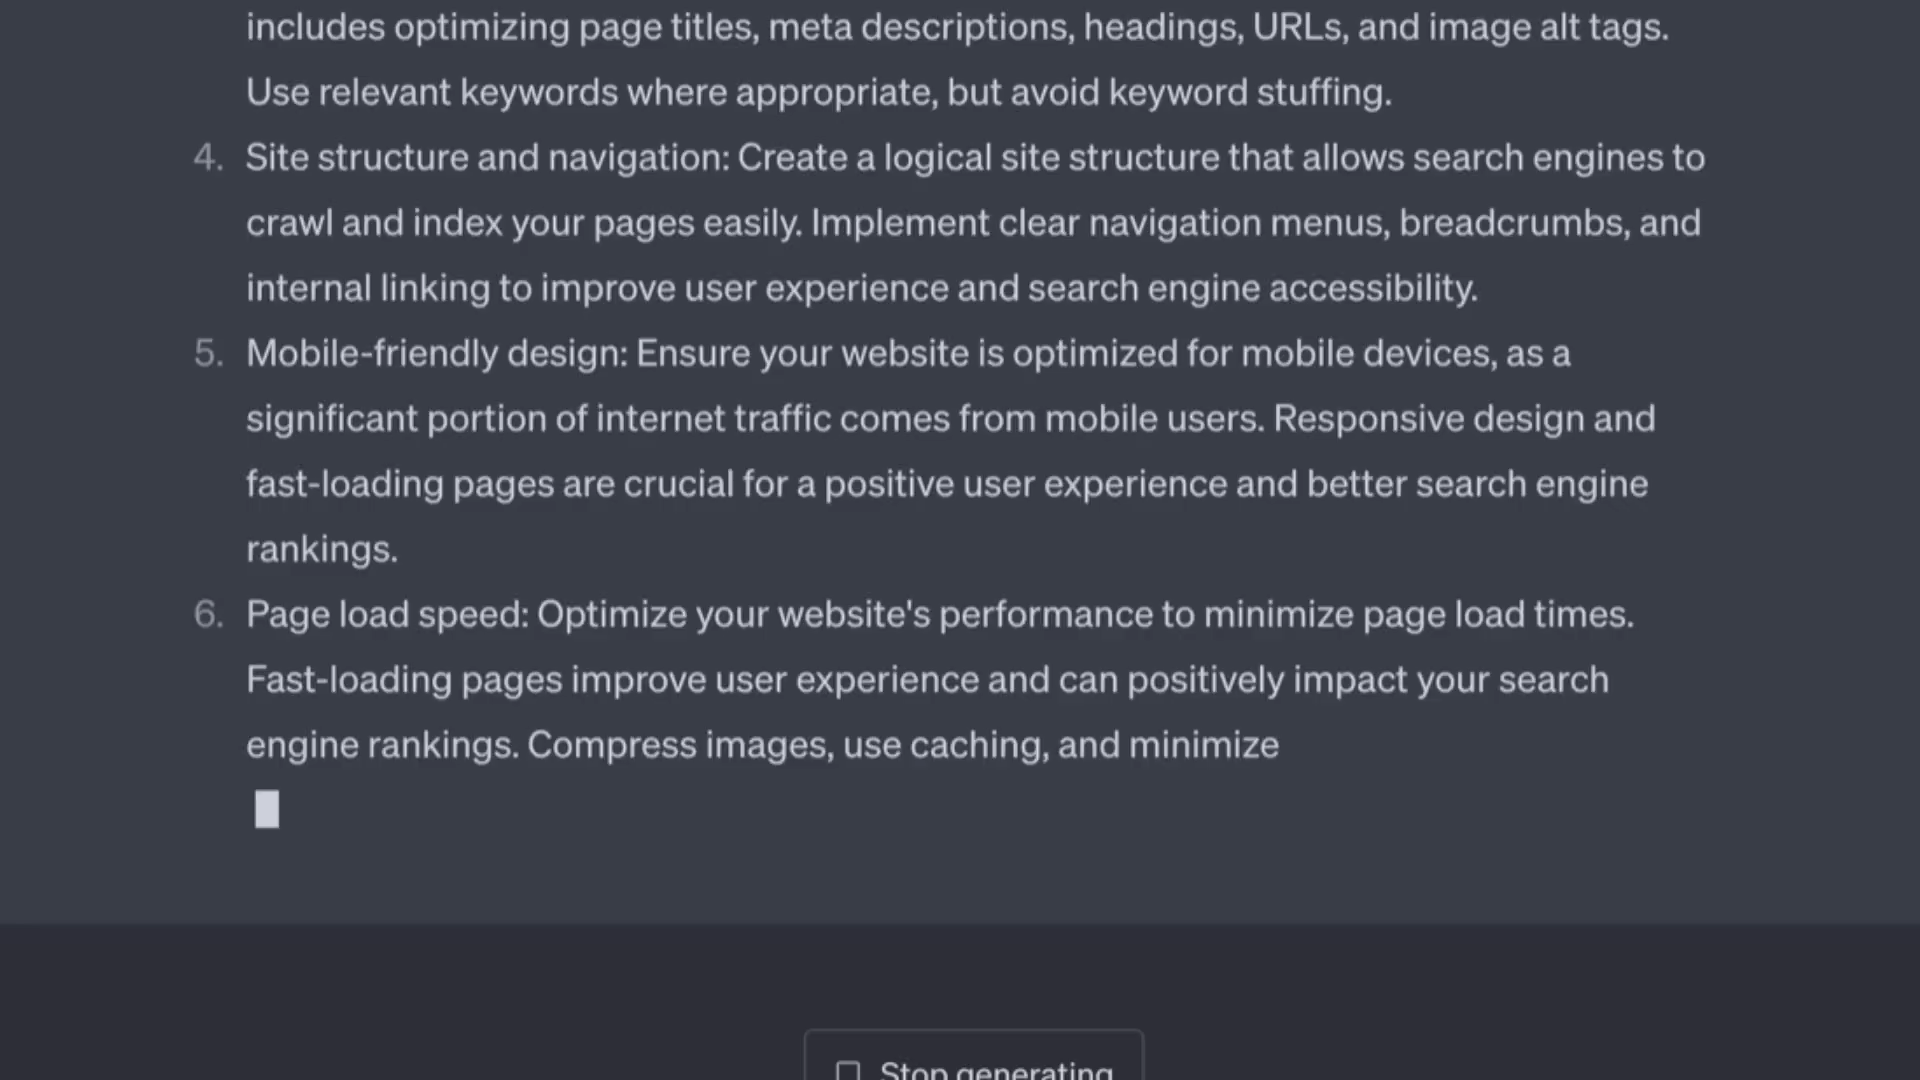 includes optimizing page titles, meta descriptions, headings, URLs, and image alt tags.
Use relevant keywords where appropriate, but avoid keyword stuffing.
4. Site structure and navigation: Create a logical site structure that allows search engines to
crawl and index your pages easily. Implement clear navigation menus, breadcrumbs, and
internal linking to improve user experience and search engine accessibility.
5. Mobile-friendly design: Ensure your website is optimized for mobile devices, as a
significant portion of internet traffic comes from mobile users. Responsive design and
fast-loading pages are crucial for a positive user experience and better search engine
rankings.
6. Page load speed: Optimize your website's performance to minimize page load times.
Fast-loading pages improve user experience and can positively impact your search
engine rankings. Compress images, use caching, and minimize
Stop generating